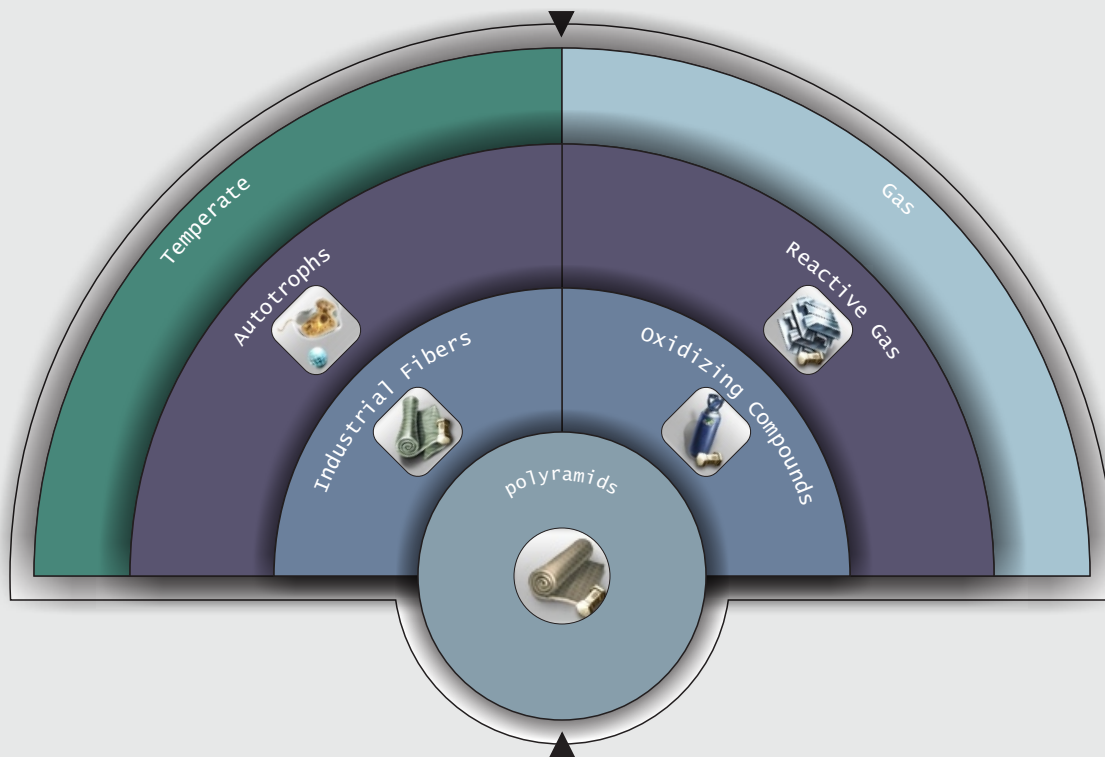 Temperate
Gas
Autotrophs
Reactive Gas
Industrial Fibers
Oxidizing Compounds
polyramids